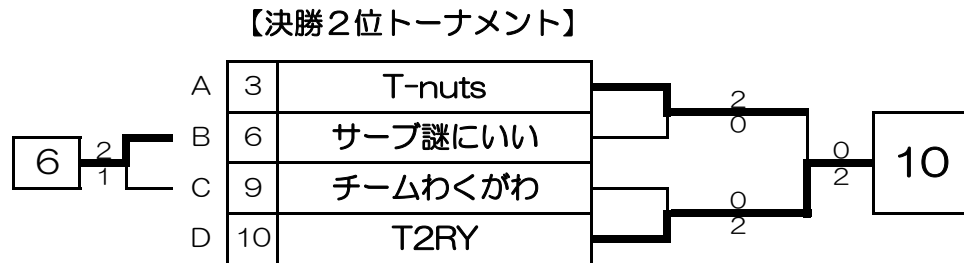 【決勝２位トーナメント】
A 3 T-nuts
2
0
B 6 サーブ謎にいい
6 2 1
0 2
10
C 9 チームわくがわ
0
2
D 10 T2RY